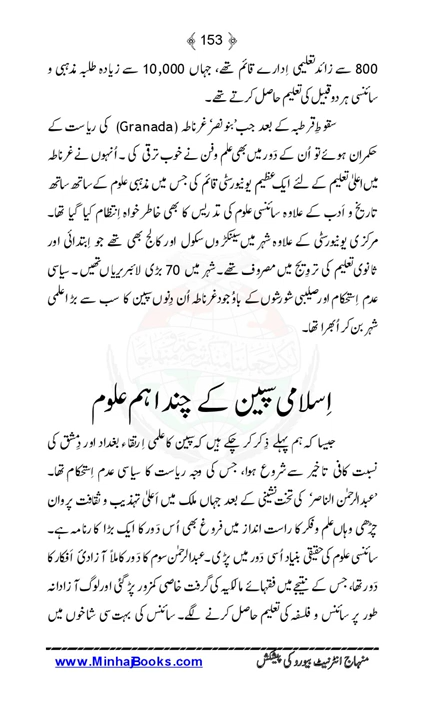 ﴿ 153 ﴾
800 سے زائد تعلیمی اِدارے قائم تھے، جہاں 10,000 سے زیادہ طلبہ مذہبی و
سائنسی ہر دو قبیل کی تعلیم حاصل کرتے تھے۔
سقوطِ قرطبہ کے بعد جب ’بنو نصر‘ غرناطہ (Granada) کی ریاست کے
حکمران ہوئے تو اُن کے دَور میں بھی علم و فن نے خوب ترقی کی ۔ اُنہوں نے غرناطہ
میں اعلیٰ تعلیم کے لئے ایک عظیم یونیورسٹی قائم کی جس میں مذہبی علوم کے ساتھ ساتھ
تاریخ و اَدب کے علاوہ سائنسی علوم کی تدریس کا بھی خاطر خواہ اِنتظام کیا گیا تھا۔
مرکزی یونیورسٹی کے علاوہ شہر میں سینکڑوں سکول اور کالج بھی تھے جو اِبتدائی اور
ثانوی تعلیم کی ترویج میں مصروف تھے۔ شہر میں 70 بڑی لائبریریاں تھیں۔ سیاسی
عدم اِستحکام اور صلیبی شورشوں کے باؤجود غرناطہ اُن دِنوں سپین کا سب سے بڑا علمی
شہر بن کر اُبھرا تھا۔
اِسلامی سپین کے چند اہم علوم
جیسا کہ ہم پہلے ذِکر کر چکے ہیں کہ سپین کا علمی اِرتقاء بغداد اور دِمشق کی
نسبت کافی تاخیر سے شروع ہوا، جس کی وجہ ریاست کا سیاسی عدم اِستحکام تھا۔
’عبدالرحمٰن الناصر‘ کی تخت نشینی کے بعد جہاں ملک میں اَعلیٰ تہذیب و ثقافت پروان
چڑھی وہاں علم و فکر کا راست انداز میں فروغ بھی اُس دَور کا ایک بڑا کارنامہ ہے۔
سائنسی علوم کی حقیقی بنیاد اُسی دَور میں پڑی۔ عبدالرحمٰن سوم کا دَور کاملاً آزادئ اَفکار کا
دَور تھا، جس کے نتیجے میں فقہائے مالکیہ کی گرفت خاصی کمزور پڑ گئی اور لوگ آزادانہ
طور پر سائنس و فلسفہ کی تعلیم حاصل کرنے لگے۔ سائنس کی بہت سی شاخوں میں
منہاج انٹرنیٹ بیورو کی پیشکش www.MinhajBooks.com